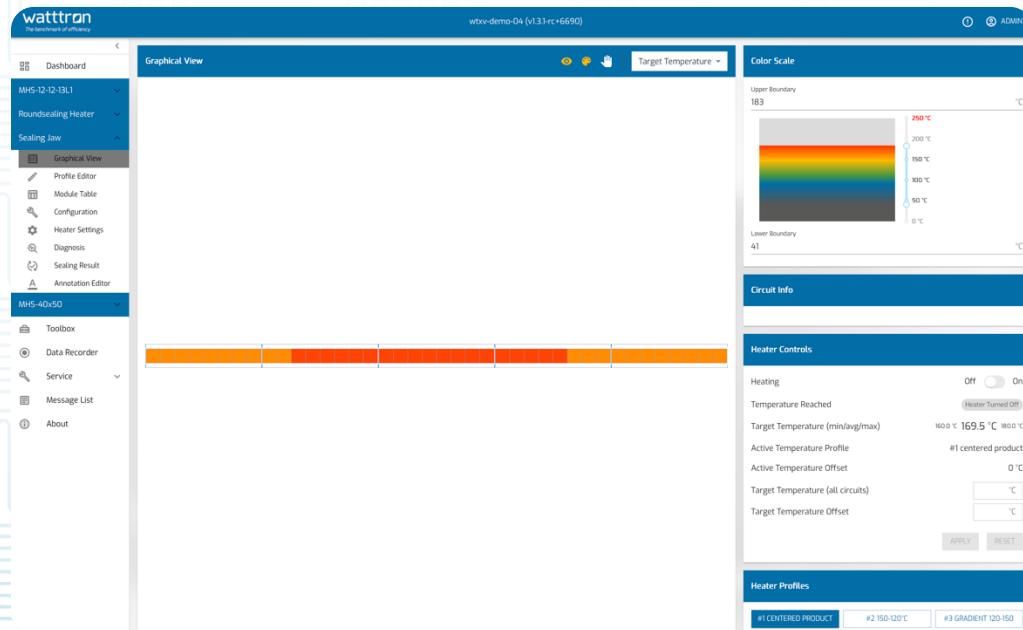 watttron
The benchmark of efficiency
wtxv-demo-04 (v1.3.1-rc+6690)
ADMIN
Dashboard
MHS-12-12-13L1
Roundsealing Heater
Sealing Jaw
Graphical View
Profile Editor
Module Table
Configuration
Heater Settings
Diagnosis
Sealing Result
Annotation Editor
MHS-40x50
Toolbox
Data Recorder
Service
Message List
About
Graphical View
Target Temperature
Color Scale
Upper Boundary
183 °C
250 °C
200 °C
150 °C
100 °C
50 °C
0 °C
Lower Boundary
41 °C
Circuit Info
Heater Controls
Heating Off On
Temperature Reached Heater Turned Off
Target Temperature (min/avg/max) 160.0 °C 169.5 °C 180.0 °C
Active Temperature Profile #1 centered product
Active Temperature Offset 0 °C
Target Temperature (all circuits) °C
Target Temperature Offset °C
APPLY RESET
Heater Profiles
#1 CENTERED PRODUCT #2 150-120°C #3 GRADIENT 120-150